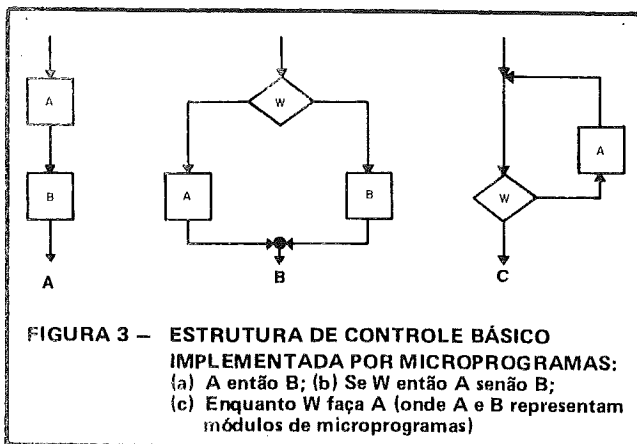 A
B
A
W
A
B
B
W
A
C
FIGURA 3 – ESTRUTURA DE CONTROLE BÁSICO
IMPLEMENTADA POR MICROPROGRAMAS:
(a) A então B; (b) Se W então A senão B;
(c) Enquanto W faça A (onde A e B representam
módulos de microprogramas)